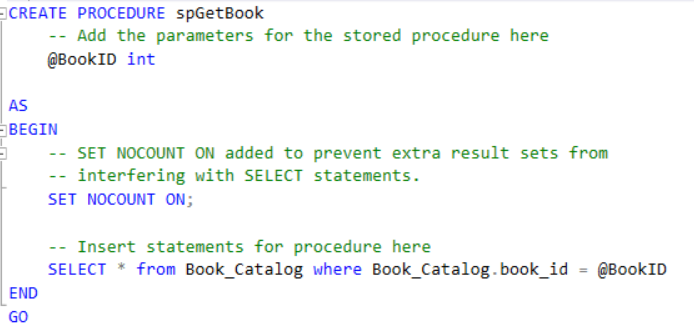 CREATE PROCEDURE spGetBook
-- Add the parameters for the stored procedure here
@BookID int
AS
BEGIN
-- SET NOCOUNT ON added to prevent extra result sets from
-- interfering with SELECT statements.
SET NOCOUNT ON;
-- Insert statements for procedure here
SELECT * from Book_Catalog where Book_Catalog.book_id = @BookID
END
GO